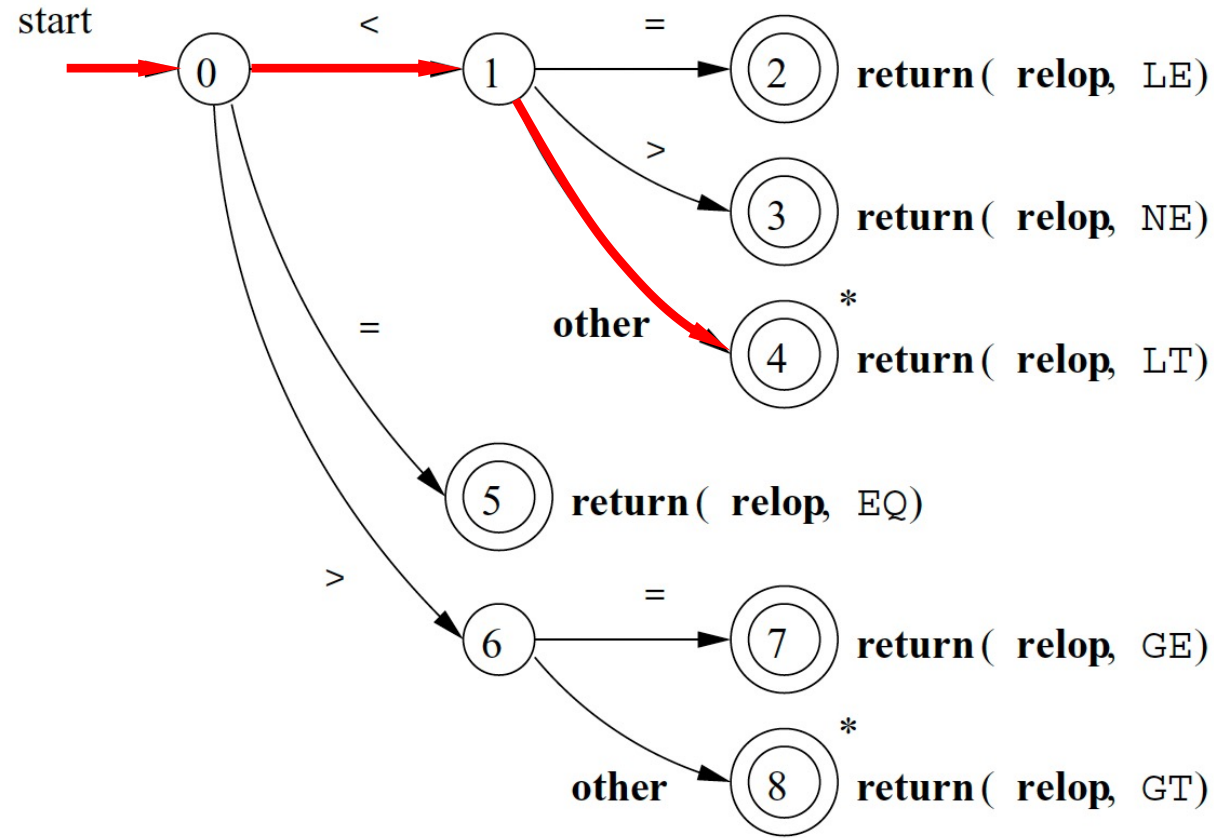 start
<
=
0
1
2
return( relop, LE)
>
3
return( relop, NE)
*
other
4
return( relop, LT)
=
5
return( relop, EQ)
>
=
6
7
return( relop, GE)
*
other
8
return( relop, GT)